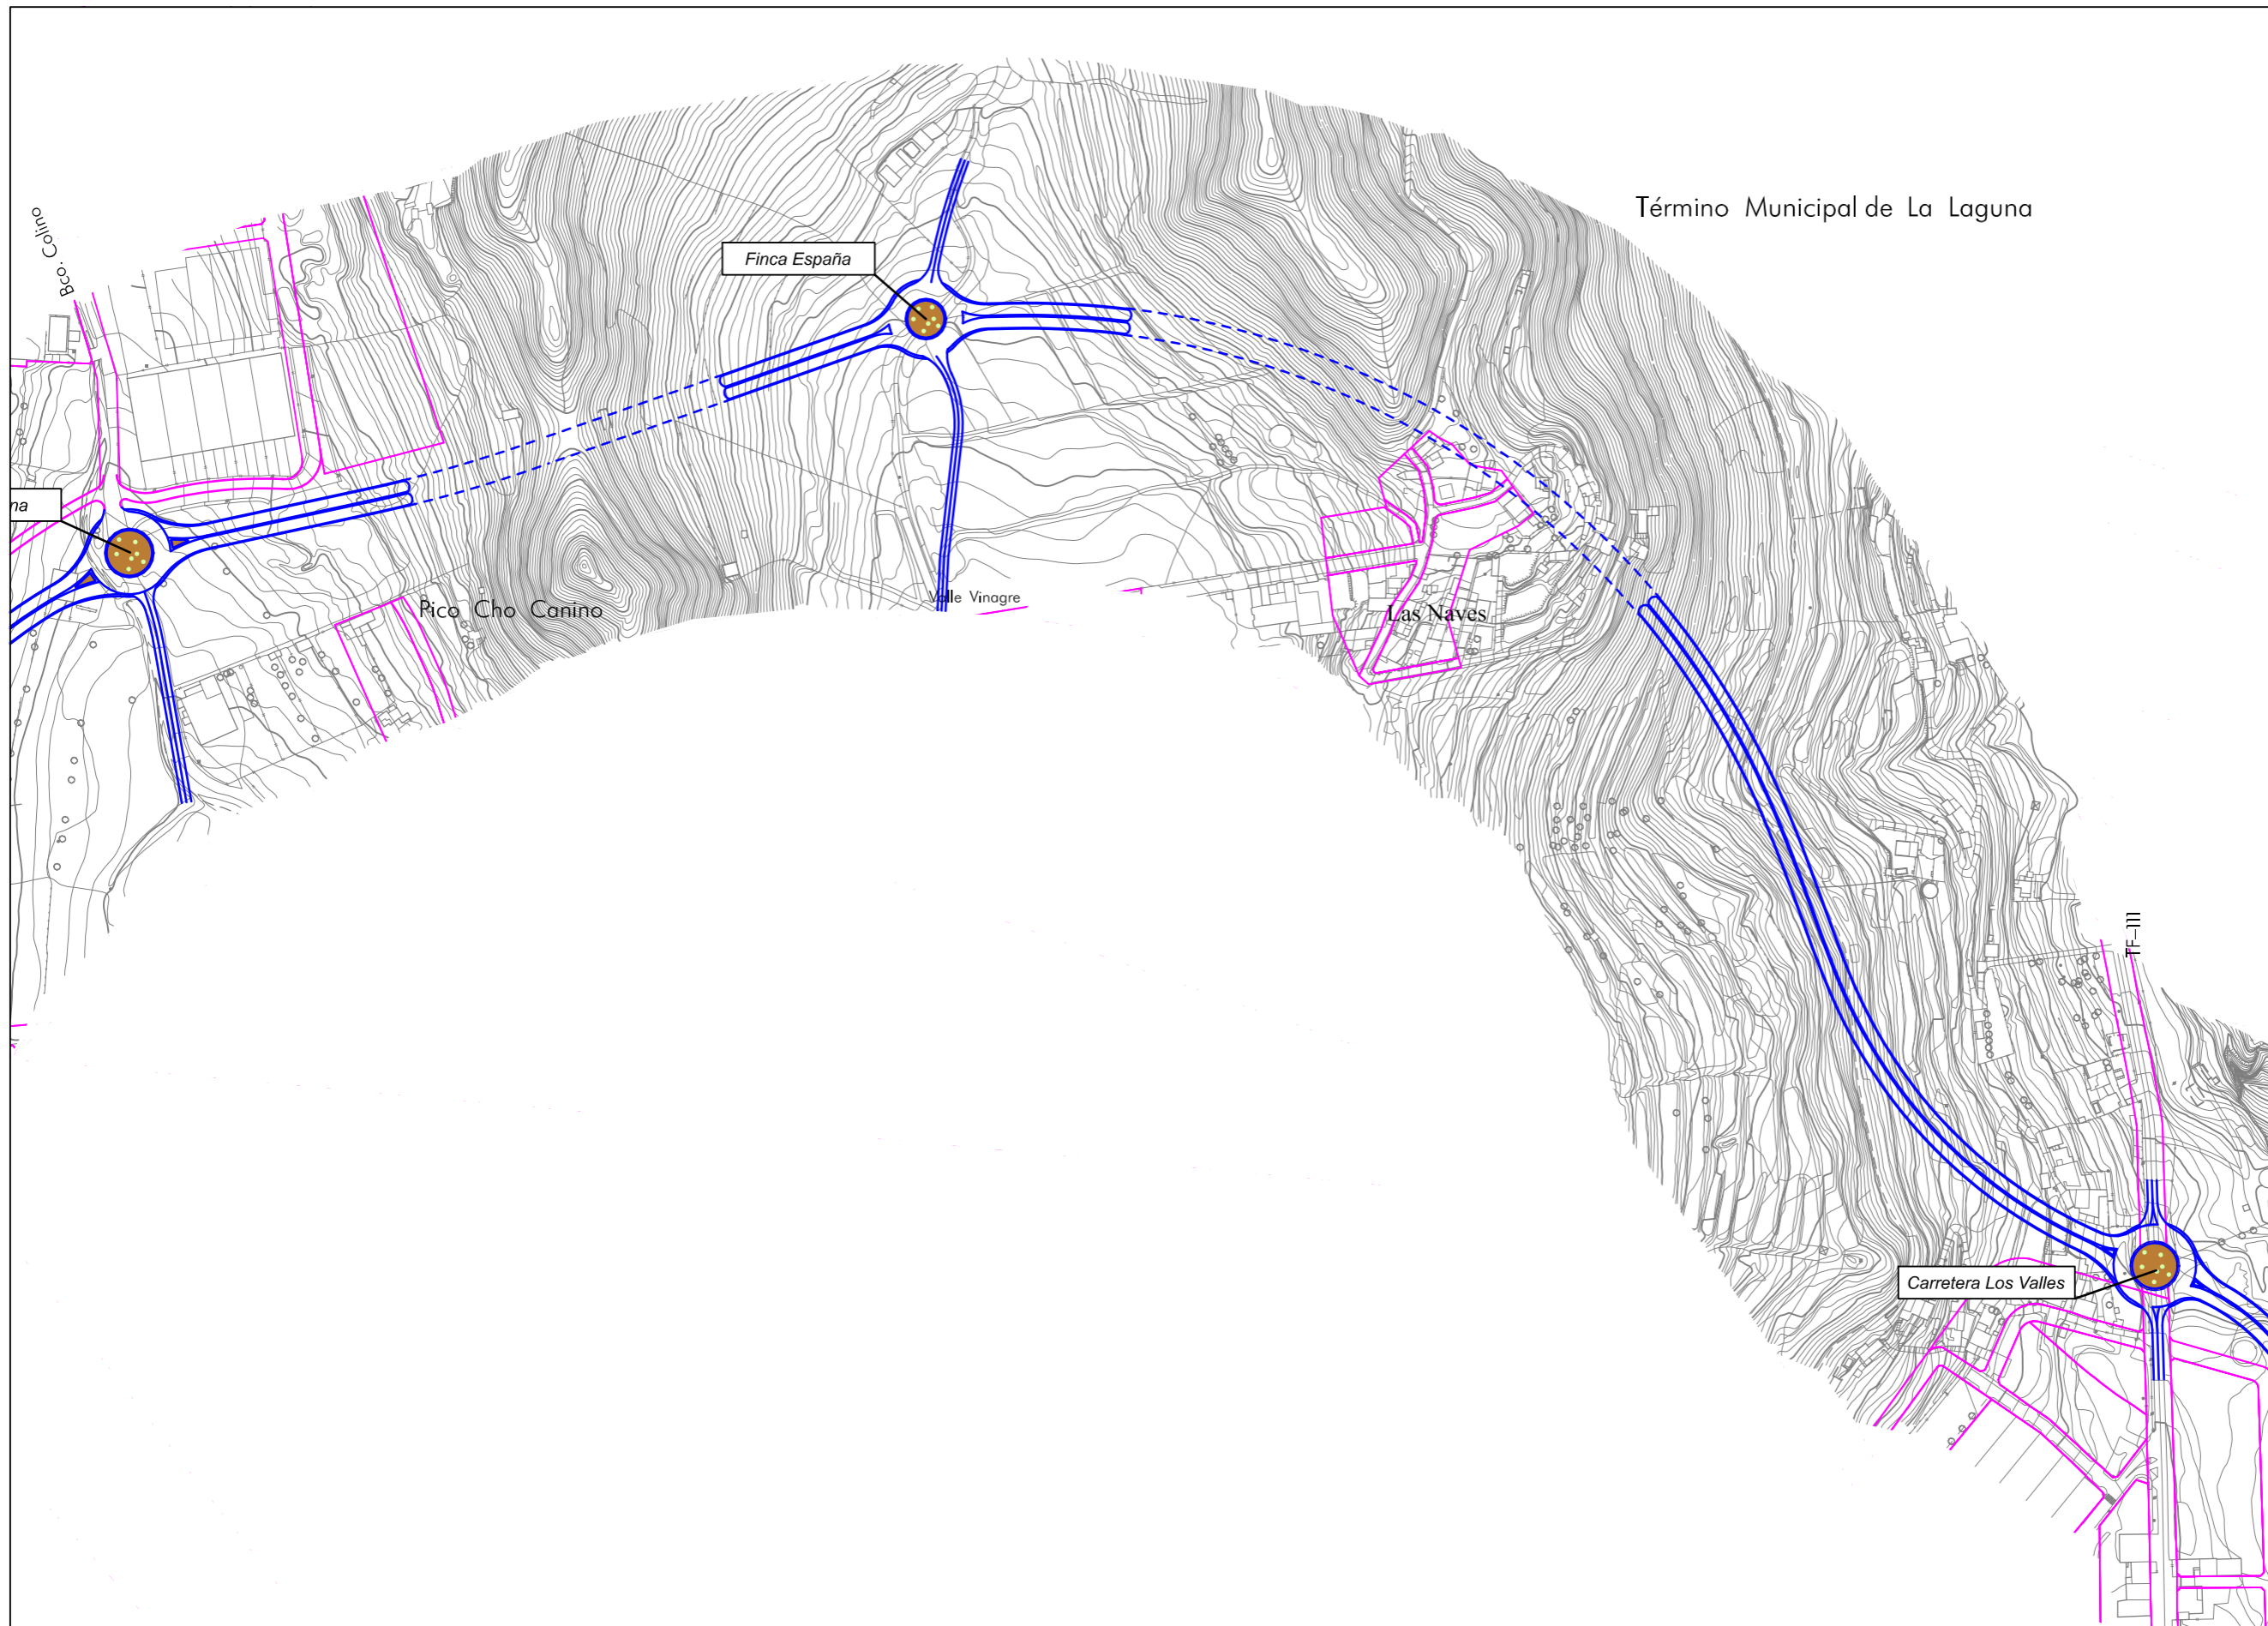 Término Municipal de La Laguna
Bco. Colino
Finca España
na
Pico Cho Canino
Valle Vinagre
Las Naves
TF-111
Carretera Los Valles